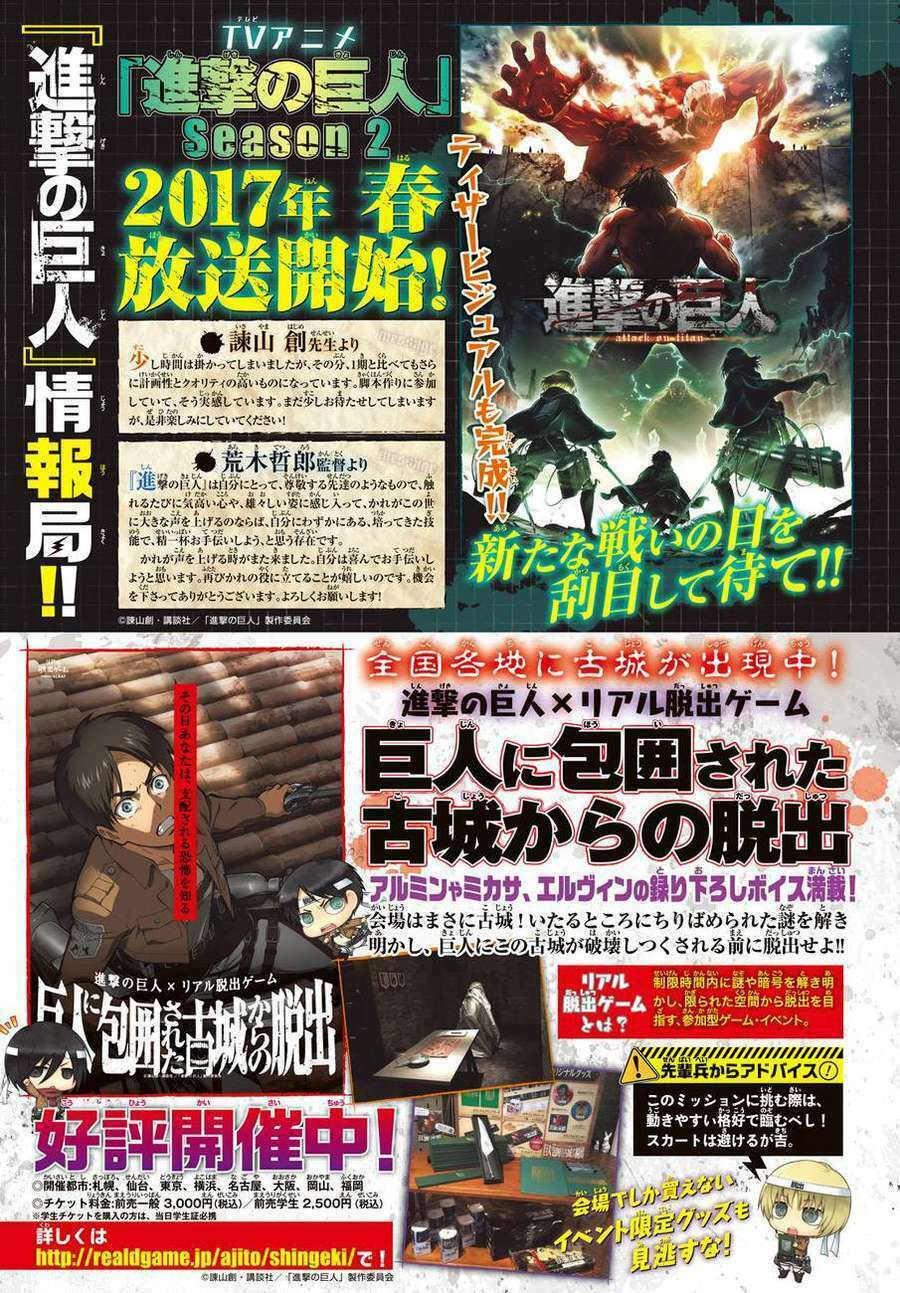 『進撃の巨人』情報局!!
TVアニメ
「進撃の巨人」
Season 2
2017年 春
放送開始!
諫山 創先生より
少し時間は掛かってしまいましたが、その分、1期と比べてもさら
に計画性とクオリティの高いものになっています。脚本作りに参加
していて、そう実感しています。まだ少しお待たせしてしまいます
が、是非楽しみにしていてください!
荒木哲郎監督より
『進撃の巨人』は自分にとって、尊敬する先達のようなもので、触
れるたびに気高い心や、雄々しい姿に感じ入って、かれがこの世
に大きな声を上げるのならば、自分にわずかにある、培ってきた技
能で、精一杯お手伝いしよう、と思う存在です。
かれが声を上げるときがまた来ました。自分は喜んでお手伝いし
ようと思います。再びかれの役に立てることが嬉しいのです。機会
を下さってありがとうございます。よろしくお願いします!
©諫山創・講談社／「進撃の巨人」製作委員会
ティザービジュアルも完成!!
進撃の巨人
attack on titan
新たな戦いの日を
刮目して待て!!
全国各地に古城が出現中!
進撃の巨人×リアル脱出ゲーム
巨人に包囲された
古城からの脱出
アルミンやミカサ、エルヴィンの録り下ろしボイス満載!
会場はまさに古城!いたるところにちりばめられた謎を解き
明かし、巨人にこの古城が破壊しつくされる前に脱出せよ!!
リアル
脱出ゲーム
とは?
制限時間内に謎や暗号を解き明
かし、限られた空間から脱出を目
指す、参加型ゲーム・イベント。
先輩兵からアドバイス!
このミッションに挑む際は、
動きやすい格好で臨むべし!
スカートは避けるが吉。
その日あなたは、支配される恐怖を知る
進撃の巨人×リアル脱出ゲーム
巨人に包囲された古城からの脱出
オリジナルグッズ
会場でしか買えない
イベント限定グッズも
見逃すな!
好評開催中!
◎開催都市:札幌、仙台、東京、横浜、名古屋、大阪、岡山、福岡
◎チケット料金:前売一般 3,000円(税込)/前売学生 2,500円(税込)
※学生チケットを購入の方は、当日学生証必携
詳しくは
http://realdgame.jp/ajito/shingeki/で!
©諫山創・講談社／「進撃の巨人」製作委員会